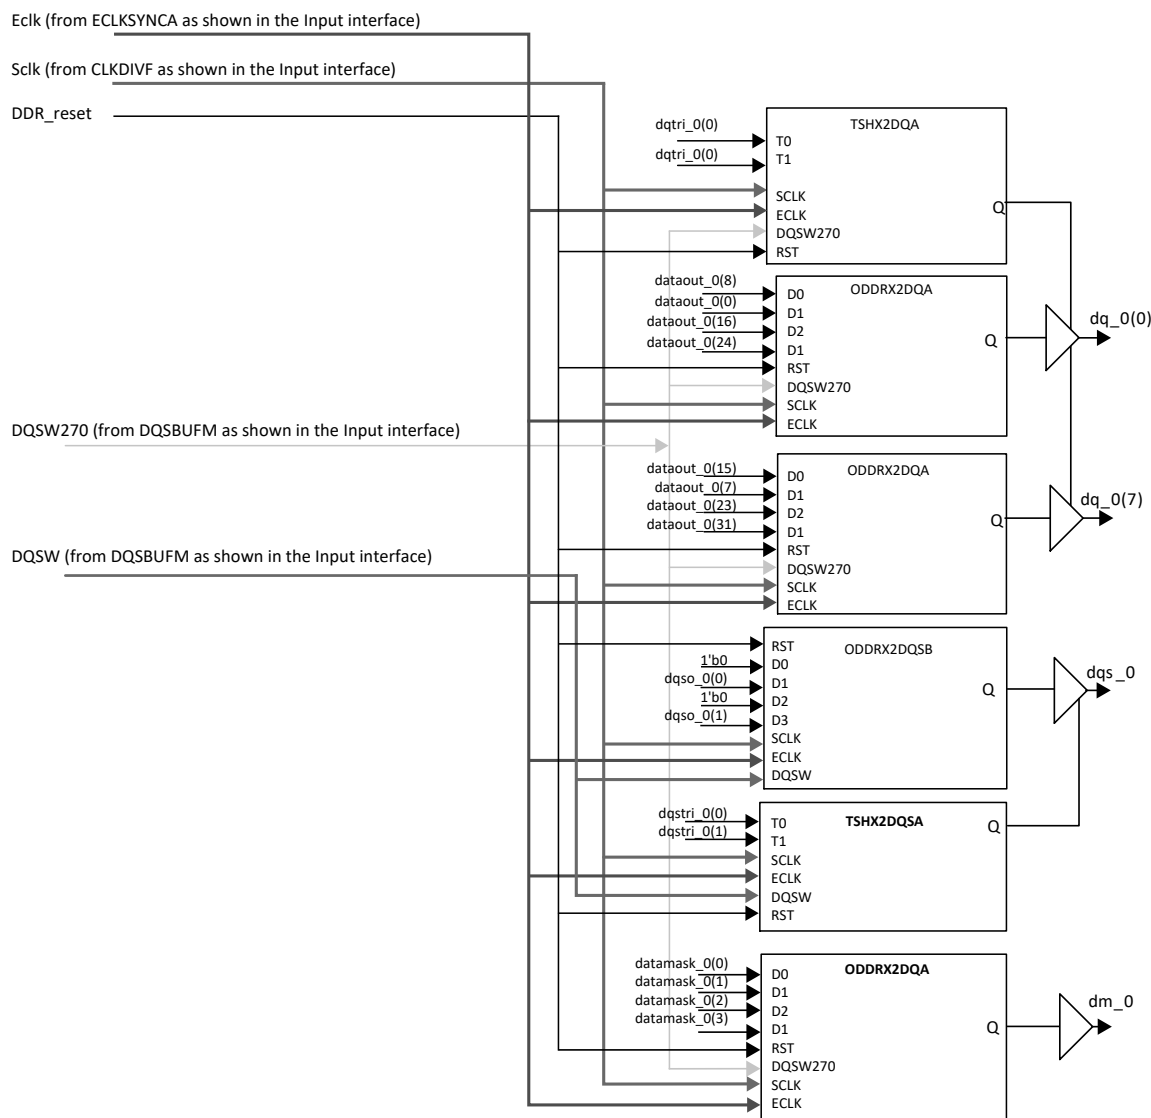 Eclk (from ECLKSYNCA as shown in the Input interface)
Sclk (from CLKDIVF as shown in the Input interface)
DDR_reset
dqtri_0(0)
dqtri_0(0)
TSHX2DQA
T0
T1
SCLK
ECLK
DQSW270
RST
Q
dataout_0(8)
dataout_0(0)
dataout_0(16)
dataout_0(24)
ODDRX2DQA
D0
D1
D2
D1
RST
DQSW270
SCLK
ECLK
Q
dq_0(0)
DQSW270 (from DQSBUFM as shown in the Input interface)
dataout_0(15)
dataout_0(7)
dataout_0(23)
dataout_0(31)
ODDRX2DQA
D0
D1
D2
D1
RST
DQSW270
SCLK
ECLK
Q
dq_0(7)
DQSW (from DQSBUFM as shown in the Input interface)
1'b0
dqso_0(0)
1'b0
dqso_0(1)
ODDRX2DQSB
RST
D0
D1
D2
D3
SCLK
ECLK
DQSW
Q
dqs_0
dqstri_0(0)
dqstri_0(1)
TSHX2DQSA
T0
T1
SCLK
ECLK
DQSW
RST
Q
datamask_0(0)
datamask_0(1)
datamask_0(2)
datamask_0(3)
ODDRX2DQA
D0
D1
D2
D1
RST
DQSW270
SCLK
ECLK
Q
dm_0